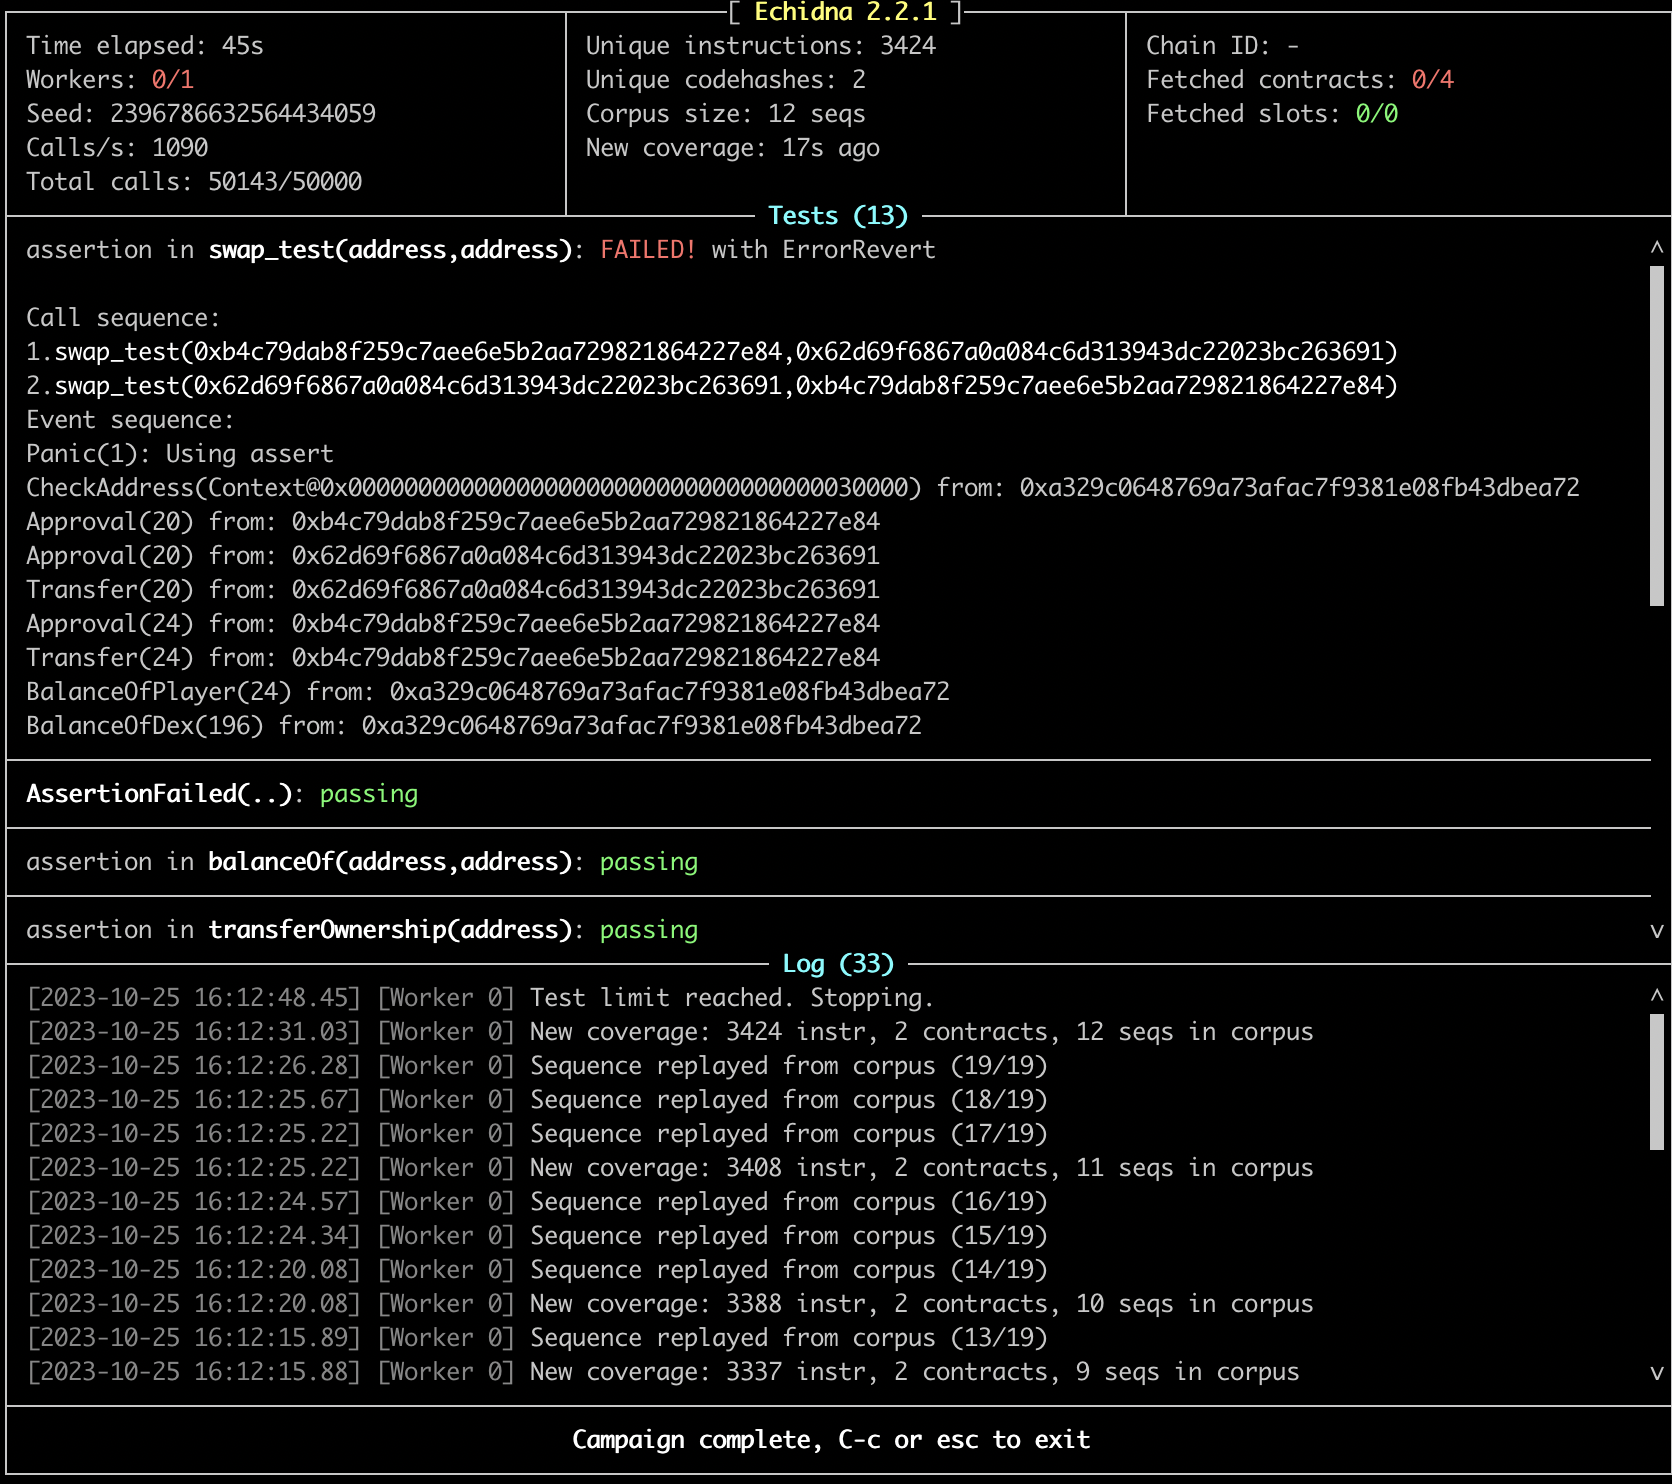 [ Echidna 2.2.1 ]
Time elapsed: 45s
Workers: 0/1
Seed: 2396786632564434059
Calls/s: 1090
Total calls: 50143/50000
Unique instructions: 3424
Unique codehashes: 2
Corpus size: 12 seqs
New coverage: 17s ago
Chain ID: -
Fetched contracts: 0/4
Fetched slots: 0/0
Tests (13)
assertion in swap_test(address,address): FAILED! with ErrorRevert
^
Call sequence:
1.swap_test(0xb4c79dab8f259c7aee6e5b2aa729821864227e84,0x62d69f6867a0a084c6d313943dc22023bc263691)
2.swap_test(0x62d69f6867a0a084c6d313943dc22023bc263691,0xb4c79dab8f259c7aee6e5b2aa729821864227e84)
Event sequence:
Panic(1): Using assert
CheckAddress(Context@0x0000000000000000000000000000000000030000) from: 0xa329c0648769a73afac7f9381e08fb43dbea72
Approval(20) from: 0xb4c79dab8f259c7aee6e5b2aa729821864227e84
Approval(20) from: 0x62d69f6867a0a084c6d313943dc22023bc263691
Transfer(20) from: 0x62d69f6867a0a084c6d313943dc22023bc263691
Approval(24) from: 0xb4c79dab8f259c7aee6e5b2aa729821864227e84
Transfer(24) from: 0xb4c79dab8f259c7aee6e5b2aa729821864227e84
BalanceOfPlayer(24) from: 0xa329c0648769a73afac7f9381e08fb43dbea72
BalanceOfDex(196) from: 0xa329c0648769a73afac7f9381e08fb43dbea72
AssertionFailed(..): passing
assertion in balanceOf(address,address): passing
assertion in transferOwnership(address): passing
v
Log (33)
[2023-10-25 16:12:48.45] [Worker 0] Test limit reached. Stopping.
^
[2023-10-25 16:12:31.03] [Worker 0] New coverage: 3424 instr, 2 contracts, 12 seqs in corpus
[2023-10-25 16:12:26.28] [Worker 0] Sequence replayed from corpus (19/19)
[2023-10-25 16:12:25.67] [Worker 0] Sequence replayed from corpus (18/19)
[2023-10-25 16:12:25.22] [Worker 0] Sequence replayed from corpus (17/19)
[2023-10-25 16:12:25.22] [Worker 0] New coverage: 3408 instr, 2 contracts, 11 seqs in corpus
[2023-10-25 16:12:24.57] [Worker 0] Sequence replayed from corpus (16/19)
[2023-10-25 16:12:24.34] [Worker 0] Sequence replayed from corpus (15/19)
[2023-10-25 16:12:20.08] [Worker 0] Sequence replayed from corpus (14/19)
[2023-10-25 16:12:20.08] [Worker 0] New coverage: 3388 instr, 2 contracts, 10 seqs in corpus
[2023-10-25 16:12:15.89] [Worker 0] Sequence replayed from corpus (13/19)
[2023-10-25 16:12:15.88] [Worker 0] New coverage: 3337 instr, 2 contracts, 9 seqs in corpus
v
Campaign complete, C-c or esc to exit